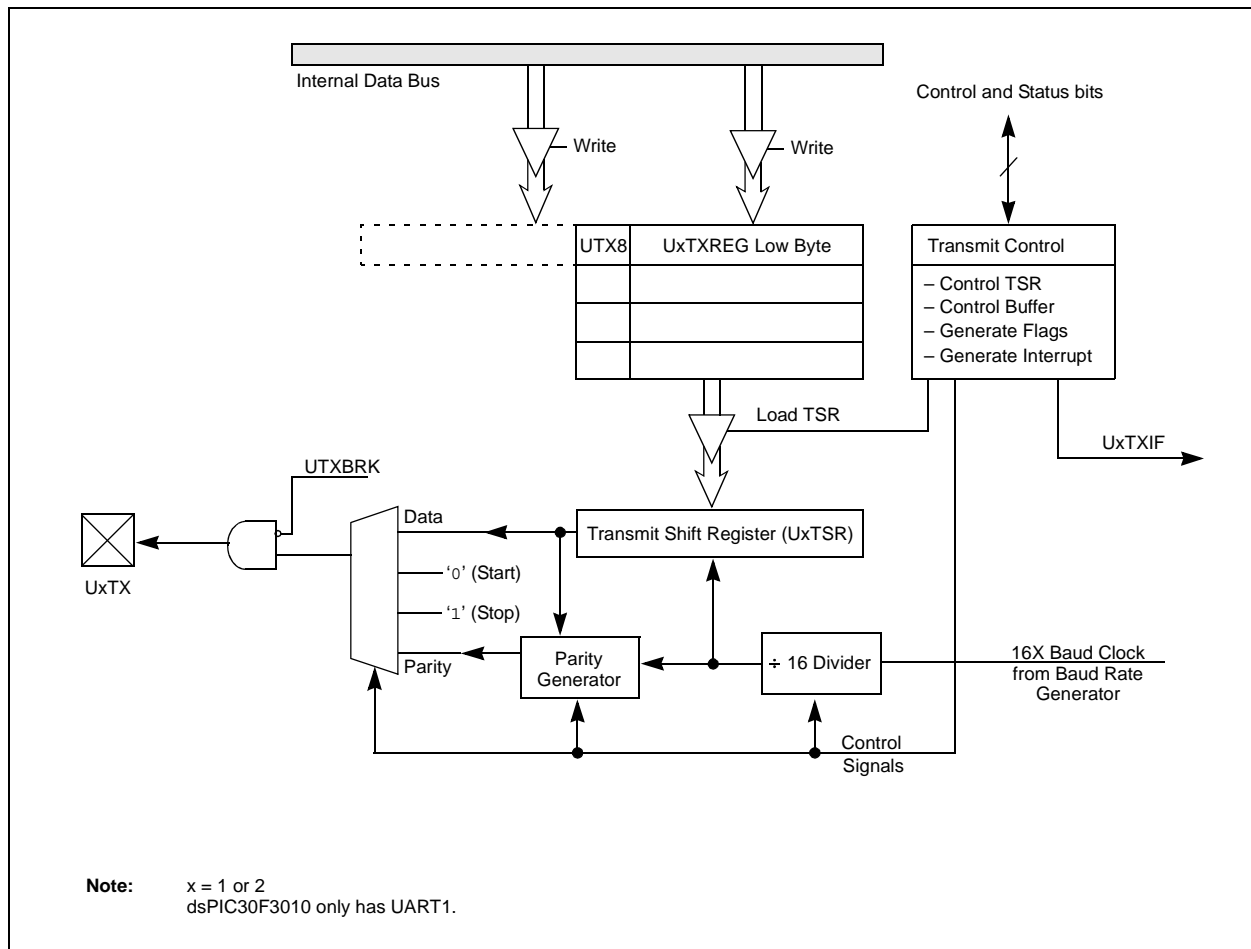 Internal Data Bus
Control and Status bits
Write
Write
UTX8
UxTXREG Low Byte
Transmit Control
– Control TSR
– Control Buffer
– Generate Flags
– Generate Interrupt
Load TSR
UxTXIF
UTXBRK
Data
Transmit Shift Register (UxTSR)
UxTX
‘0’ (Start)
‘1’ (Stop)
Parity
Parity
Generator
÷ 16 Divider
16X Baud Clock
from Baud Rate
Generator
Control
Signals
Note: x = 1 or 2
dsPIC30F3010 only has UART1.